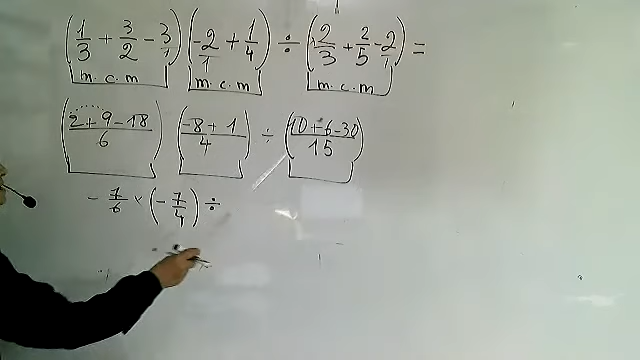 (1/3 + 3/2 - 3/1) (-2/1 + 1/4) ÷ (2/3 + 2/5 - 2/1) =
m. c. m m. c. m m. c. m
(2 + 9 - 18 / 6) (-8 + 1 / 4) ÷ (10 + 6 - 30 / 15)
- 7/6 × (- 7/4) ÷